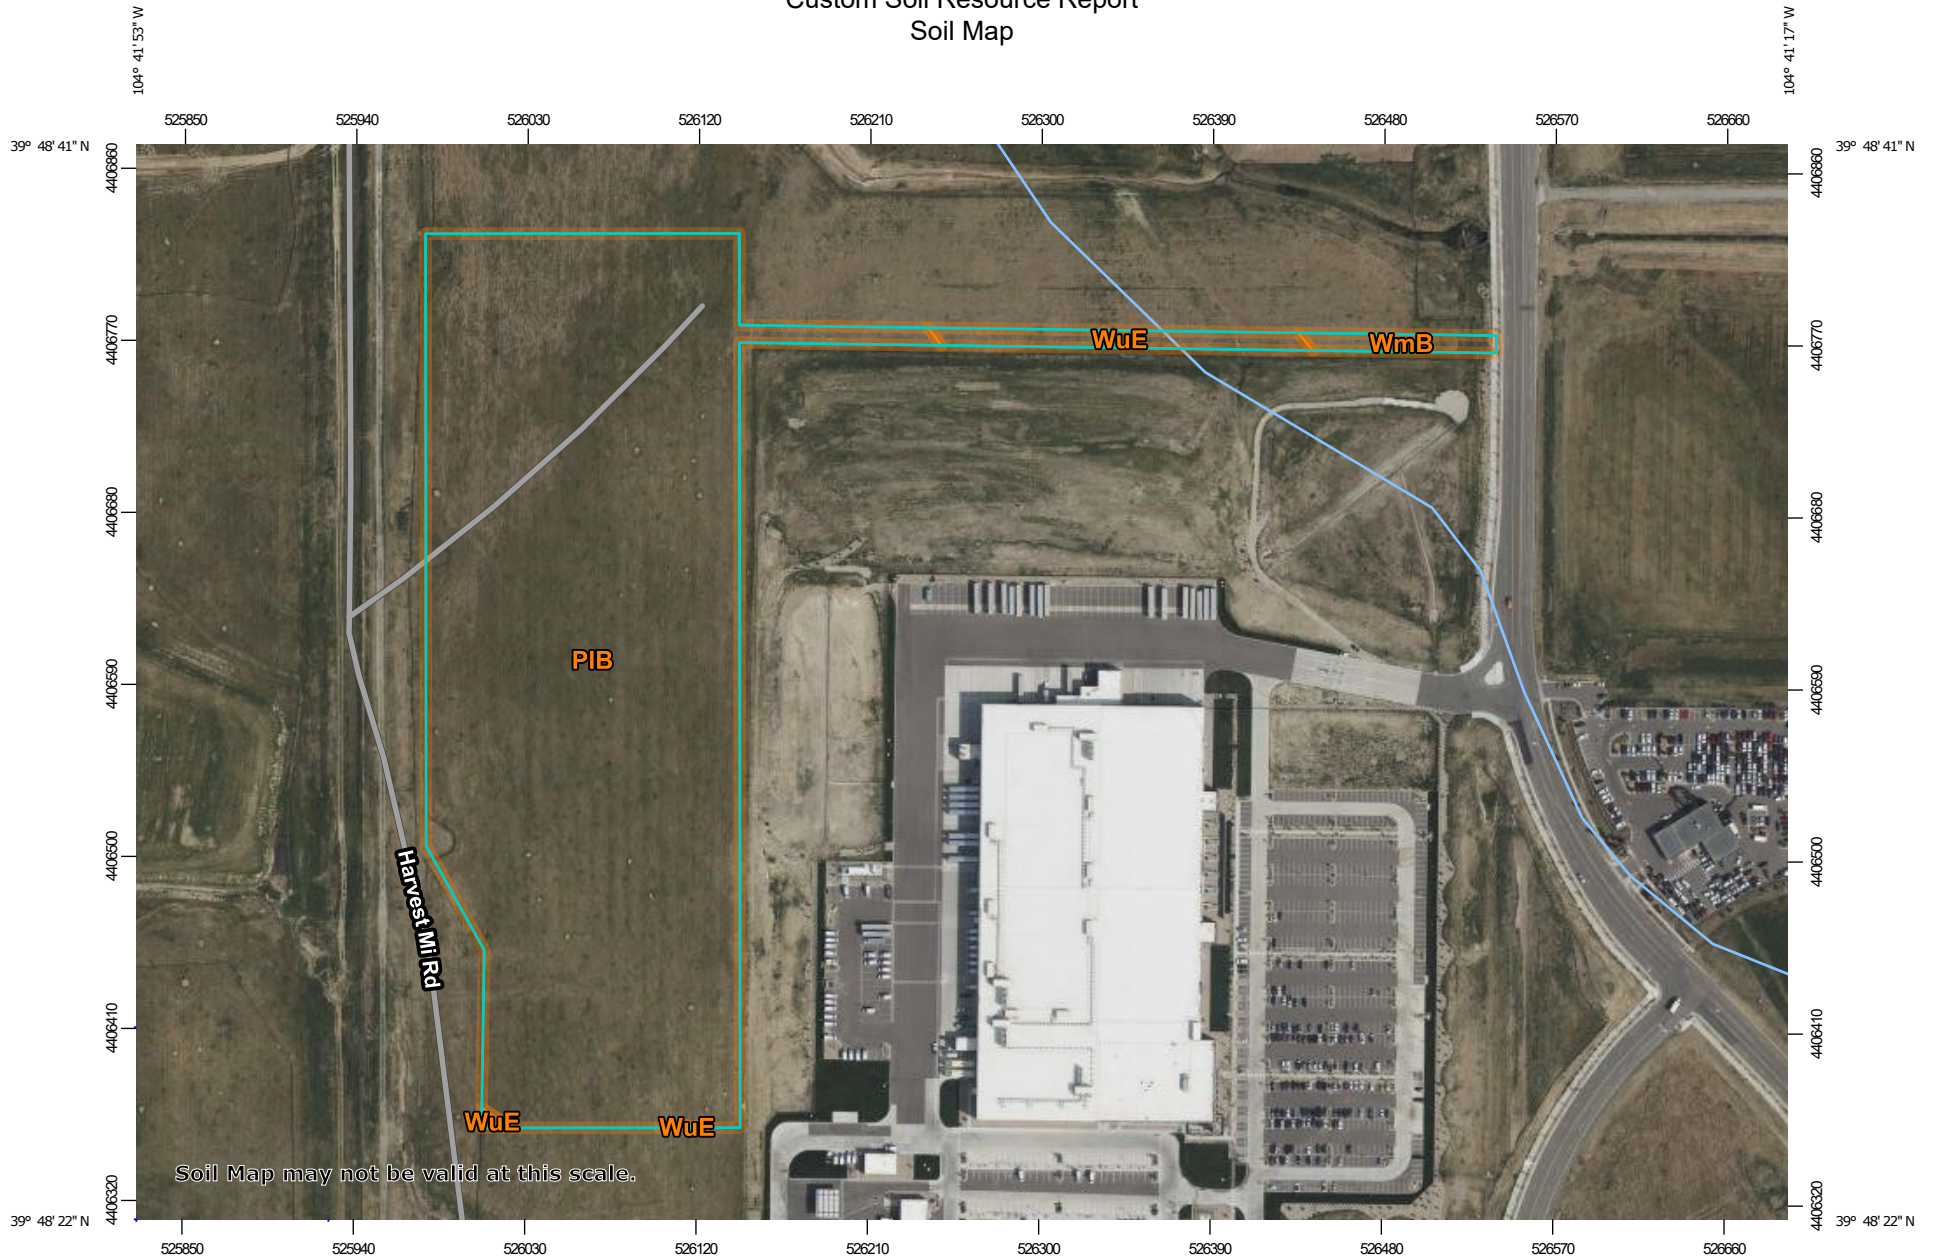 Custom Soil Resource Report
Soil Map
104° 41' 53" W
104° 41' 17" W
525850 525940 526030 526120 526210 526300 526390 526480 526570 526660
39° 48' 41" N
39° 48' 41" N
4406860
4406860
4406770
WuE
WmB
4406770
4406680
4406680
PlB
4406590
4406590
4406500
Harvest Mi Rd
4406500
4406410
4406410
WuE
WuE
Soil Map may not be valid at this scale.
4406320
4406320
39° 48' 22" N
39° 48' 22" N
525850 525940 526030 526120 526210 526300 526390 526480 526570 526660